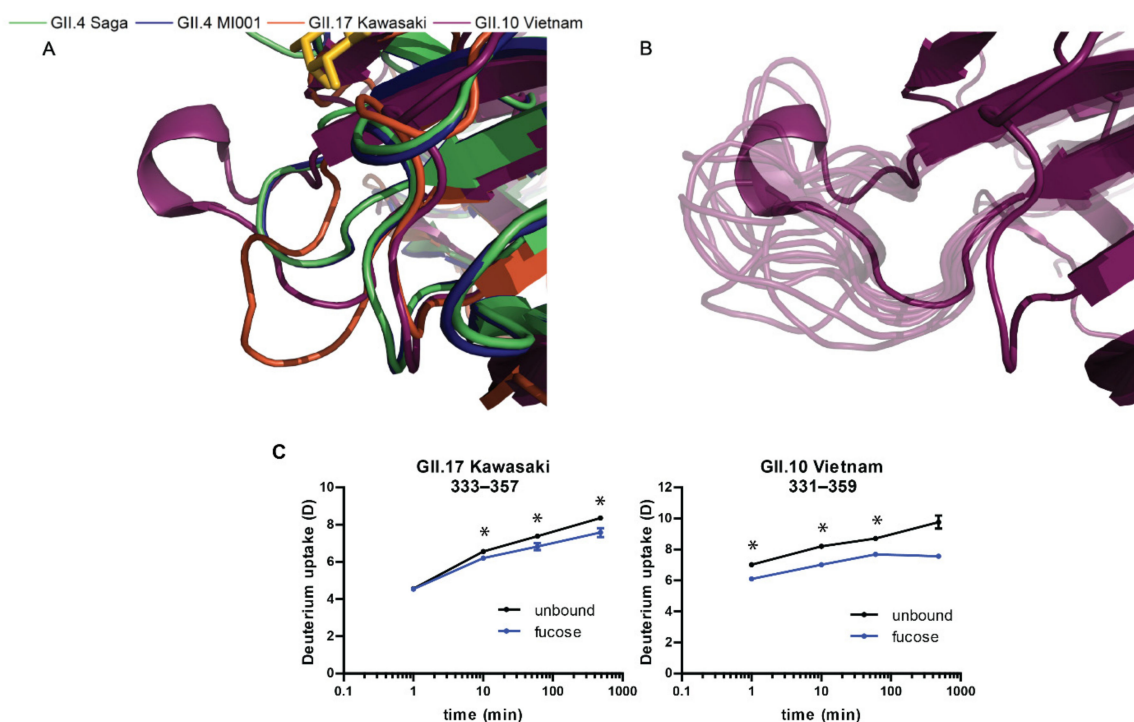 GII.4 Saga GII.4 MI001 GII.17 Kawasaki GII.10 Vietnam
A B
C
GII.17 Kawasaki
333–357
Deuterium uptake (D)
10
8
6
4
2
0
* * *
unbound
fucose
0.1 1 10 100 1000
time (min)
GII.10 Vietnam
331–359
Deuterium uptake (D)
12
10
8
6
4
2
0
* * *
unbound
fucose
0.1 1 10 100 1000
time (min)